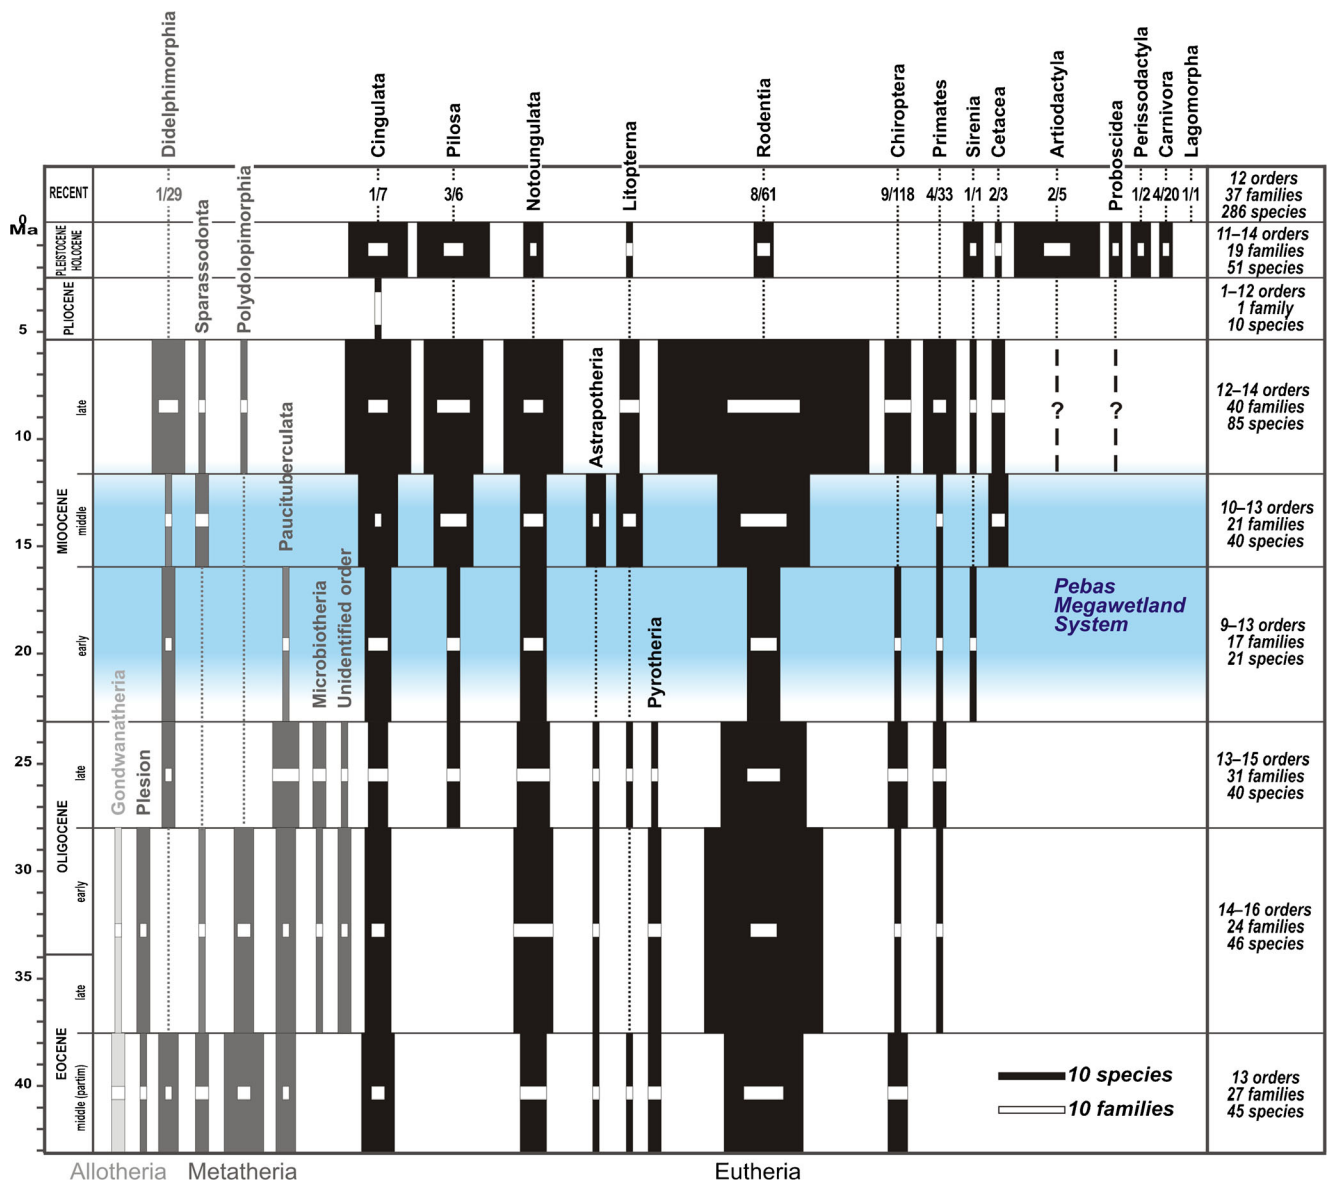 Didelphimorphia
Sparassodonta
Polydolopimorphia
Cingulata
Pilosa
Notoungulata
Litopterna
Rodentia
Chiroptera
Primates
Sirenia
Cetacea
Artiodactyla
Proboscidea
Perissodactyla
Carnivora
Lagomorpha
RECENT
1/29
1/7
3/6
8/61
9/118
4/33
1/1
2/3
2/5
1/2
4/20
1/1
12 orders
37 families
286 species
0
Ma
PLEISTOCENE
HOLOCENE
11–14 orders
19 families
51 species
PLIOCENE
5
1–12 orders
1 family
10 species
MIOCENE
late
10
Paucituberculata
Astrapotheria
?
?
12–14 orders
40 families
85 species
middle
15
10–13 orders
21 families
40 species
early
20
Microbiotheria
Unidentified order
Pyrotheria
Pebas
Megawetland
System
9–13 orders
17 families
21 species
Gondwanatheria
Plesion
OLIGOCENE
late
25
13–15 orders
31 families
40 species
early
30
14–16 orders
24 families
46 species
EOCENE
late
35
middle (partim)
40
10 species
10 families
13 orders
27 families
45 species
Allotheria
Metatheria
Eutheria